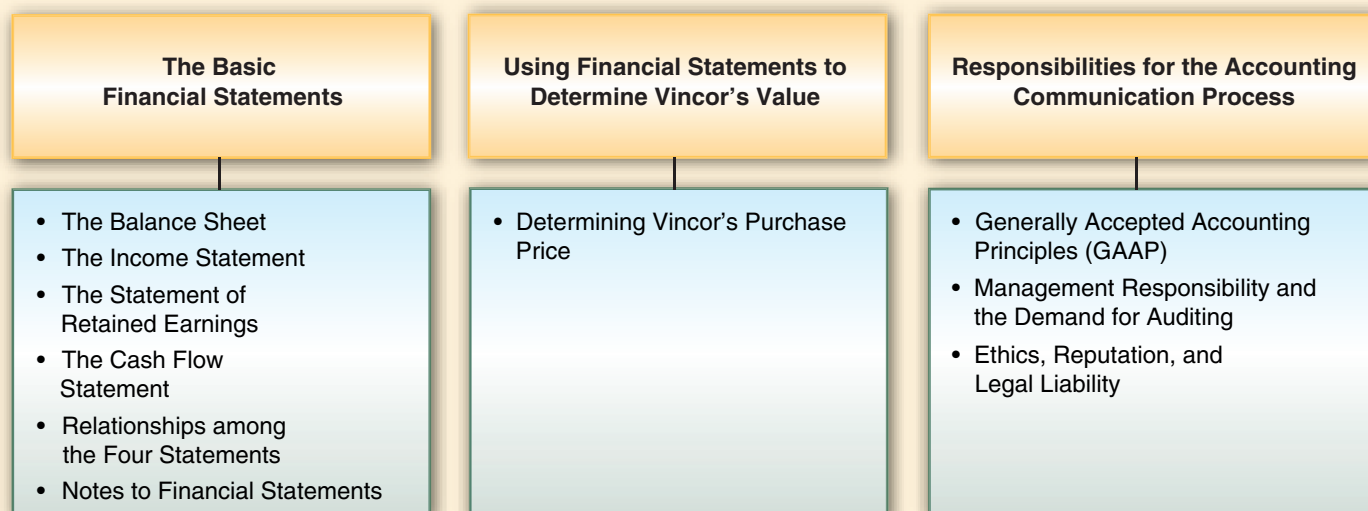 The Basic
Financial Statements
• The Balance Sheet
• The Income Statement
• The Statement of
Retained Earnings
• The Cash Flow
Statement
• Relationships among
the Four Statements
• Notes to Financial Statements
Using Financial Statements to
Determine Vincor's Value
• Determining Vincor's Purchase
Price
Responsibilities for the Accounting
Communication Process
• Generally Accepted Accounting
Principles (GAAP)
• Management Responsibility and
the Demand for Auditing
• Ethics, Reputation, and
Legal Liability